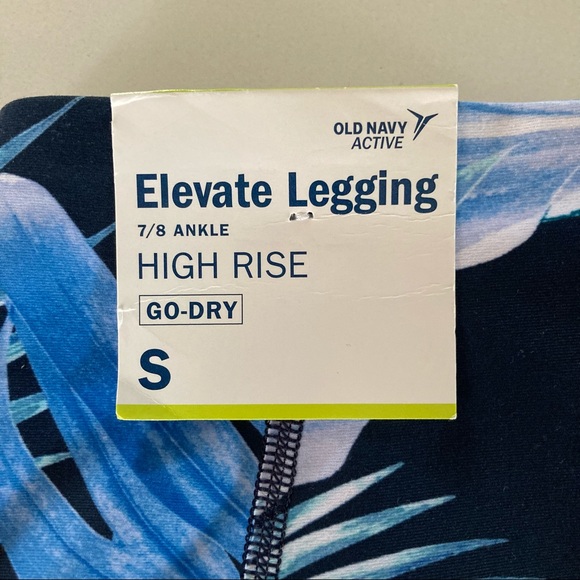 OLD NAVY
ACTIVE
Elevate Legging
7/8 ANKLE
HIGH RISE
GO-DRY
S